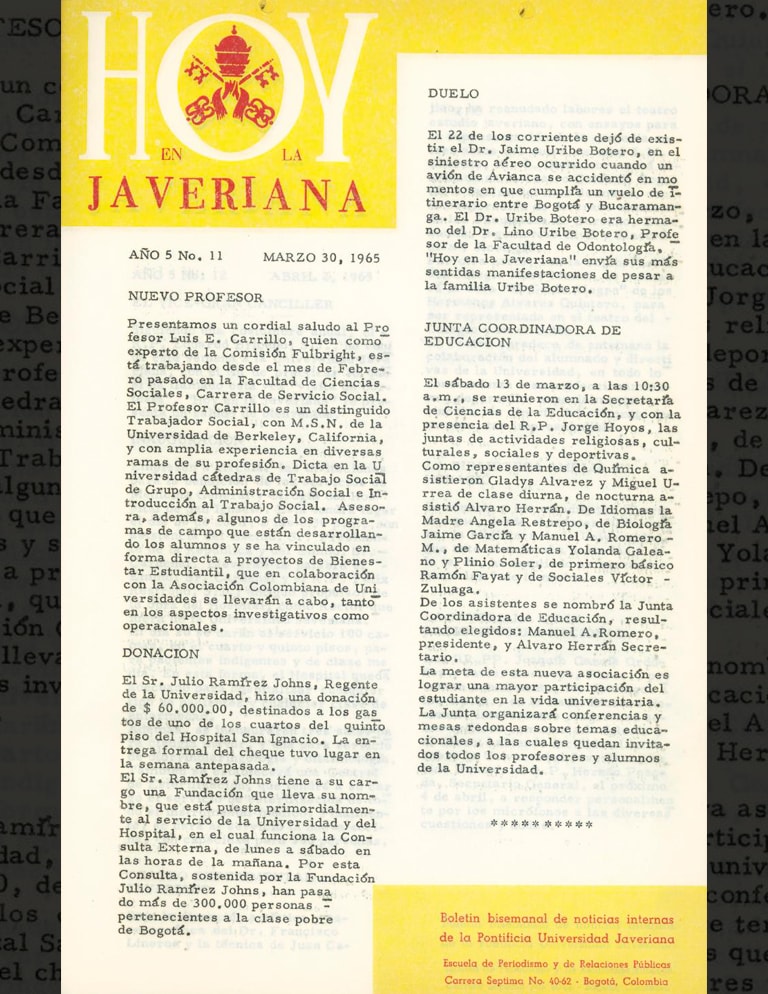 HOY
EN LA
JAVERIANA
AÑO 5 No. 11 MARZO 30, 1965
NUEVO PROFESOR
Presentamos un cordial saludo al Pro
fesor Luis E. Carrillo, quien como
experto de la Comisión Fulbright, es-
tá trabajando desde el mes de Febre-
ro pasado en la Facultad de Ciencias
Sociales, Carrera de Servicio Social.
El Profesor Carrillo es un distinguido
Trabajador Social, con M.S.N. de la
Universidad de Berkeley, California,
y con amplia experiencia en diversas
ramas de su profesión. Dicta en la U
niversidad cátedras de Trabajo Social
de Grupo, Administración Social e In-
troducción al Trabajo Social. Aseso-
ra, además, algunos de los progra-
mas de campo que están desarrollan-
do los alumnos y se ha vinculado en
forma directa a proyectos de Bienes-
tar Estudiantil, que en colaboración
con la Asociación Colombiana de Uni
versidades se llevarán a cabo, tanto
en los aspectos investigativos como
operacionales.
DONACION
El Sr. Julio Ramírez Johns, Regente
de la Universidad, hizo una donación
de $ 60.000.00, destinados a los gas
tos de uno de los cuartos del quinto
piso del Hospital San Ignacio. La en-
trega formal del cheque tuvo lugar en
la semana antepasada.
El Sr. Ramírez Johns tiene a su car-
go una Fundación que lleva su nom-
bre, que está puesta primordialmen-
te al servicio de la Universidad y del
Hospital, en el cual funciona la Con-
sulta Externa, de lunes a sábado en
las horas de la mañana. Por esta
Consulta, sostenida por la Fundación
Julio Ramírez Johns, han pasa
do más de 300.000 personas -
pertenecientes a la clase pobre
de Bogotá.
DUELO
El 22 de los corrientes dejó de exis-
tir el Dr. Jaime Uribe Botero, en el
siniestro aéreo ocurrido cuando un
avión de Avianca se accidentó en mo
mentos en que cumplía un vuelo de i-
tinerario entre Bogotá y Bucaraman-
ga. El Dr. Uribe Botero era herma-
no del Dr. Lino Uribe Botero, Profe
sor de la Facultad de Odontología.
"Hoy en la Javeriana" envía sus más
sentidas manifestaciones de pesar a
la familia Uribe Botero.
JUNTA COORDINADORA DE
EDUCACION
El sábado 13 de marzo, a las 10:30
a.m., se reunieron en la Secretaría
de Ciencias de la Educación, y con la
presencia del R.P. Jorge Hoyos, las
juntas de actividades religiosas, cul-
turales, sociales y deportivas.
Como representantes de Química a-
sistieron Gladys Alvarez y Miguel U-
rrea de clase diurna, de nocturna a-
sistió Alvaro Herrán. De Idiomas la
Madre Angela Restrepo, de Biología
Jaime García y Manuel A. Romero -
M., de Matemáticas Yolanda Galea-
no y Plinio Soler, de primero básico
Ramón Fayat y de Sociales Víctor -
Zuluaga.
De los asistentes se nombró la Junta
Coordinadora de Educación, resul-
tando elegidos: Manuel A.Romero,
presidente, y Alvaro Herrán Secre-
tario.
La meta de esta nueva asociación es
lograr una mayor participación del
estudiante en la vida universitaria.
La Junta organizará conferencias y
mesas redondas sobre temas educa-
cionales, a las cuales quedan invita-
dos todos los profesores y alumnos
de la Universidad.
**********
Boletín bisemanal de noticias internas
de la Pontificia Universidad Javeriana
Escuela de Periodismo y de Relaciones Públicas
Carrera Septima No. 40-62 - Bogotá, Colombia